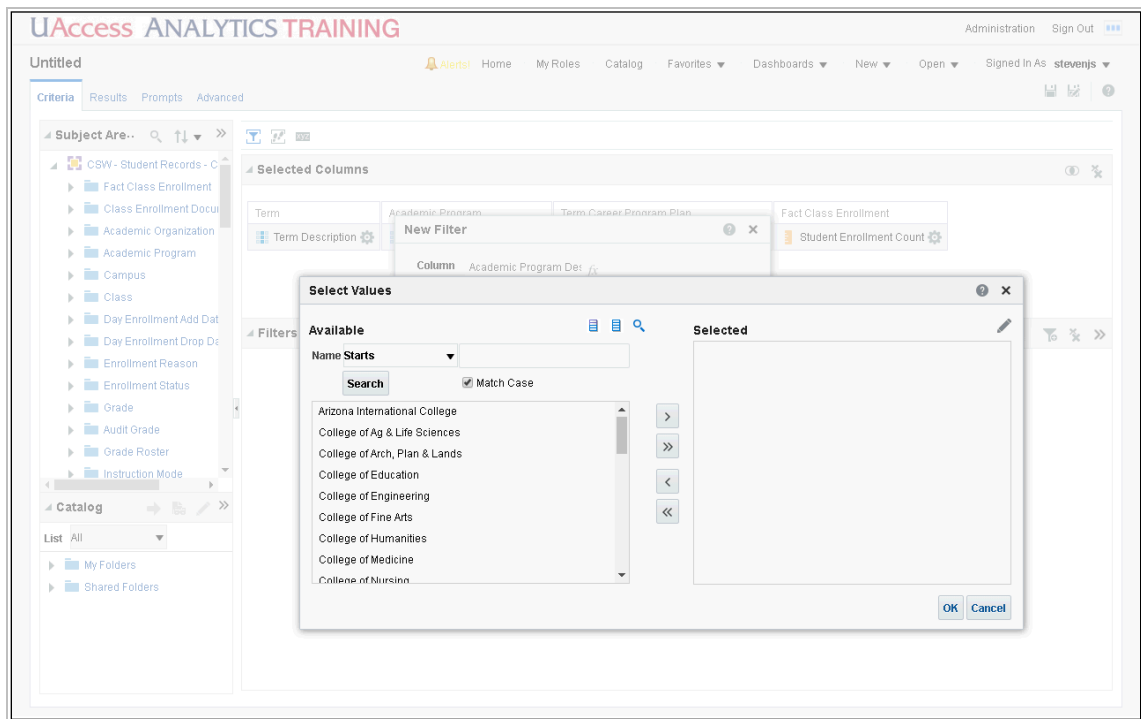 UAccess ANALYTICS TRAINING
Administration Sign Out
Untitled
Alerts! Home My Roles Catalog Favorites Dashboards New Open Signed In As stevenjs
Criteria Results Prompts Advanced
Subject Are..
CSW - Student Records - C
Fact Class Enrollment
Class Enrollment Docu
Academic Organization
Academic Program
Campus
Class
Day Enrollment Add Dat
Day Enrollment Drop Da
Enrollment Reason
Enrollment Status
Grade
Audit Grade
Grade Roster
Instruction Mode
Catalog
List All
My Folders
Shared Folders
Selected Columns
Term Academic Program Term Career Program Plan Fact Class Enrollment
Term Description Student Enrollment Count
Filters
New Filter
Column Academic Program Des fx
Select Values
Available
Name Starts
Search Match Case
Arizona International College
College of Ag & Life Sciences
College of Arch, Plan & Lands
College of Education
College of Engineering
College of Fine Arts
College of Humanities
College of Medicine
College of Nursing
Selected
OK Cancel